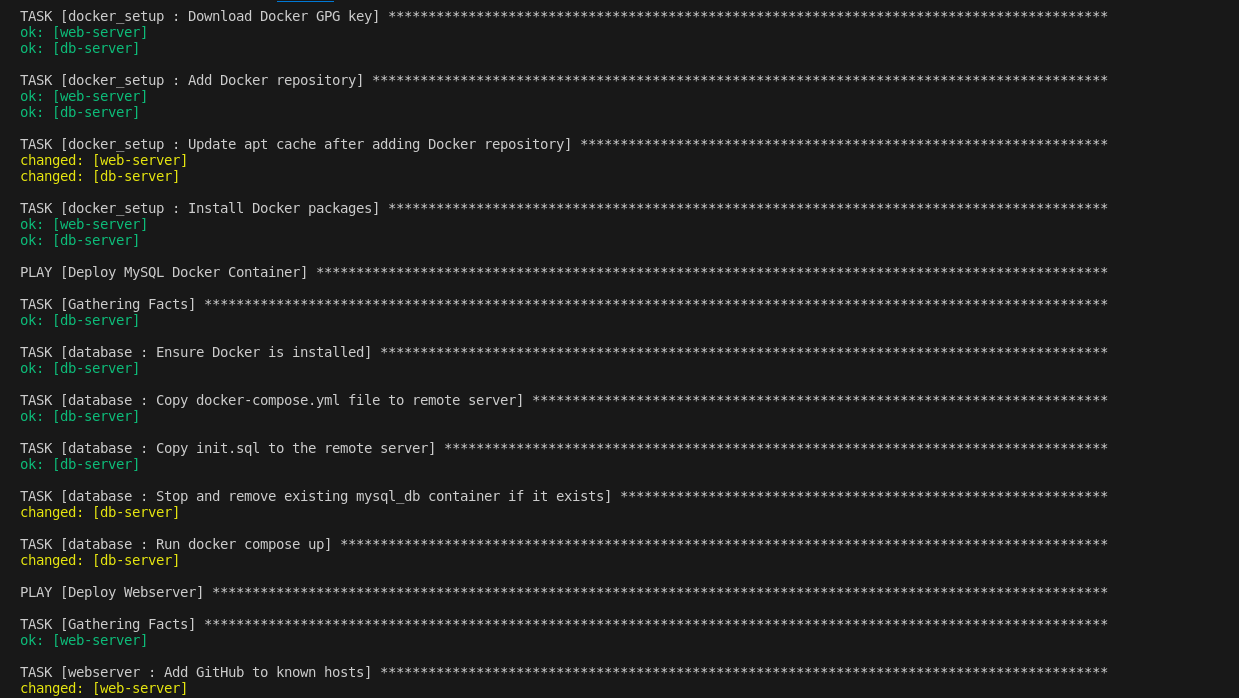 TASK [docker_setup : Download Docker GPG key] ******************************************************************************************
ok: [web-server]
ok: [db-server]
TASK [docker_setup : Add Docker repository] ********************************************************************************************
ok: [web-server]
ok: [db-server]
TASK [docker_setup : Update apt cache after adding Docker repository] ******************************************************************
changed: [web-server]
changed: [db-server]
TASK [docker_setup : Install Docker packages] ******************************************************************************************
ok: [web-server]
ok: [db-server]
PLAY [Deploy MySQL Docker Container] ***************************************************************************************************
TASK [Gathering Facts] *****************************************************************************************************************
ok: [db-server]
TASK [database : Ensure Docker is installed] *******************************************************************************************
ok: [db-server]
TASK [database : Copy docker-compose.yml file to remote server] ************************************************************************
ok: [db-server]
TASK [database : Copy init.sql to the remote server] ***********************************************************************************
ok: [db-server]
TASK [database : Stop and remove existing mysql_db container if it exists] *************************************************************
changed: [db-server]
TASK [database : Run docker compose up] ************************************************************************************************
changed: [db-server]
PLAY [Deploy Webserver] ****************************************************************************************************************
TASK [Gathering Facts] *****************************************************************************************************************
ok: [web-server]
TASK [webserver : Add GitHub to known hosts] *******************************************************************************************
changed: [web-server]